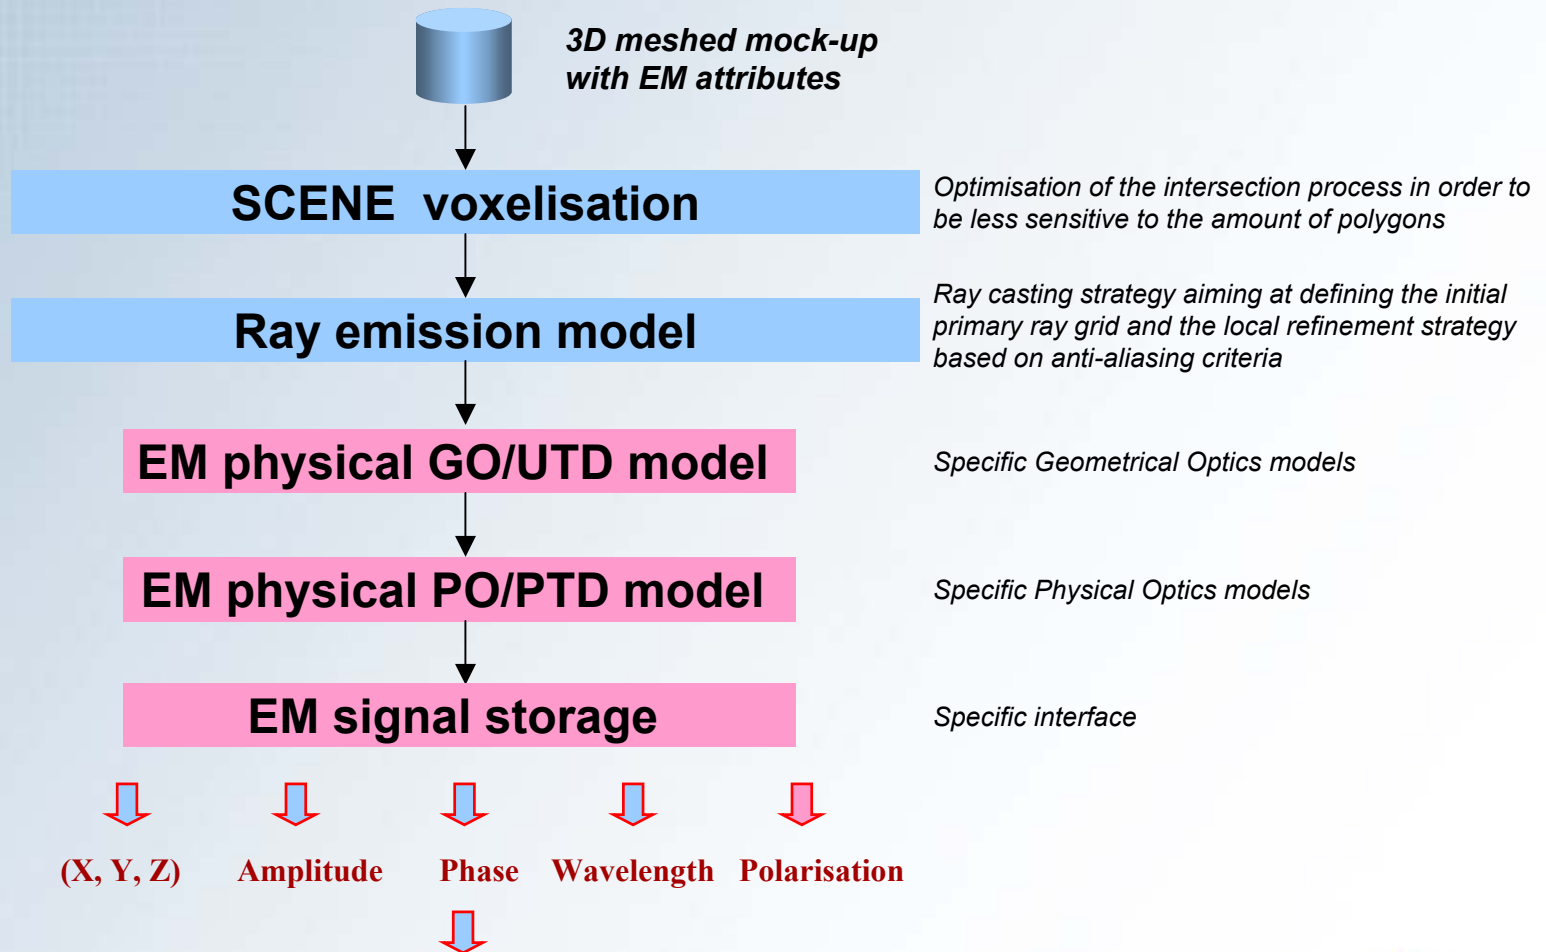 3D meshed mock-up
with EM attributes
SCENE voxelisation
Optimisation of the intersection process in order to
be less sensitive to the amount of polygons
Ray emission model
Ray casting strategy aiming at defining the initial
primary ray grid and the local refinement strategy
based on anti-aliasing criteria
EM physical GO/UTD model
Specific Geometrical Optics models
EM physical PO/PTD model
Specific Physical Optics models
EM signal storage
Specific interface
(X, Y, Z) Amplitude Phase Wavelength Polarisation